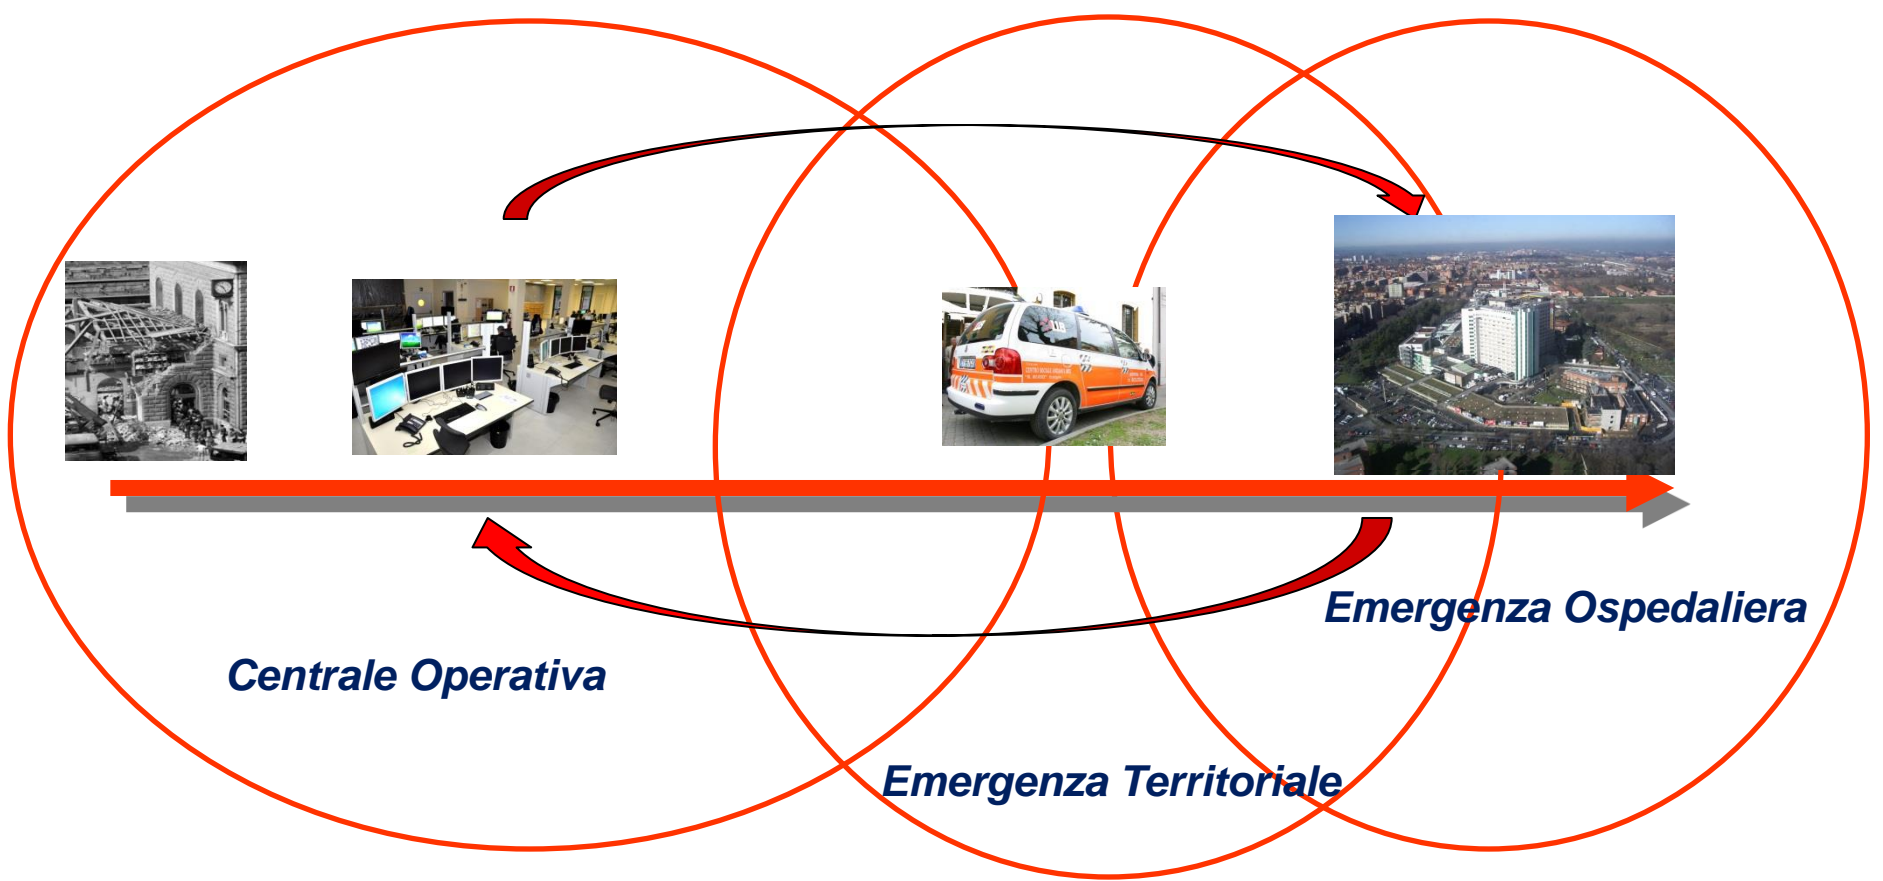 Emergenza Ospedaliera
Centrale Operativa
Emergenza Territoriale